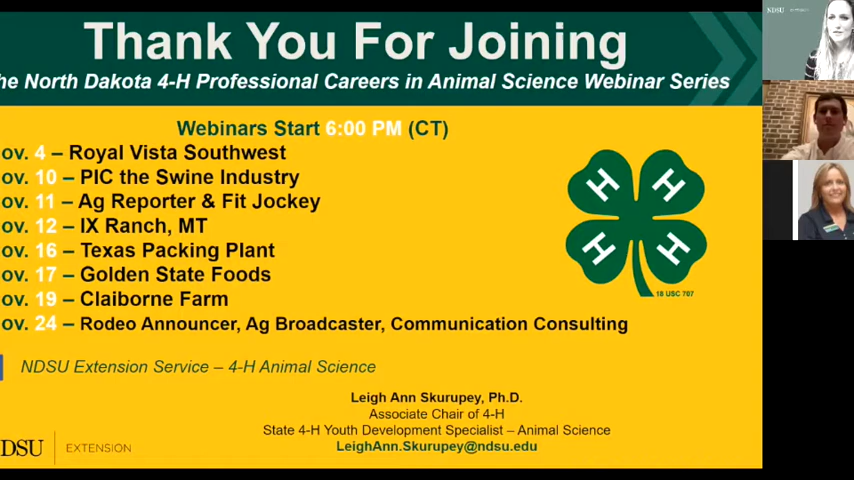 Thank You For Joining
he North Dakota 4-H Professional Careers in Animal Science Webinar Series
Webinars Start 6:00 PM (CT)
ov. 4 – Royal Vista Southwest
ov. 10 – PIC the Swine Industry
ov. 11 – Ag Reporter & Fit Jockey
ov. 12 – IX Ranch, MT
ov. 16 – Texas Packing Plant
ov. 17 – Golden State Foods
ov. 19 – Claiborne Farm
ov. 24 – Rodeo Announcer, Ag Broadcaster, Communication Consulting
H H
H H
18 USC 707
NDSU Extension Service – 4-H Animal Science
Leigh Ann Skurupey, Ph.D.
Associate Chair of 4-H
State 4-H Youth Development Specialist – Animal Science
LeighAnn.Skurupey@ndsu.edu
NDSU EXTENSION
NDSU EXTENSION